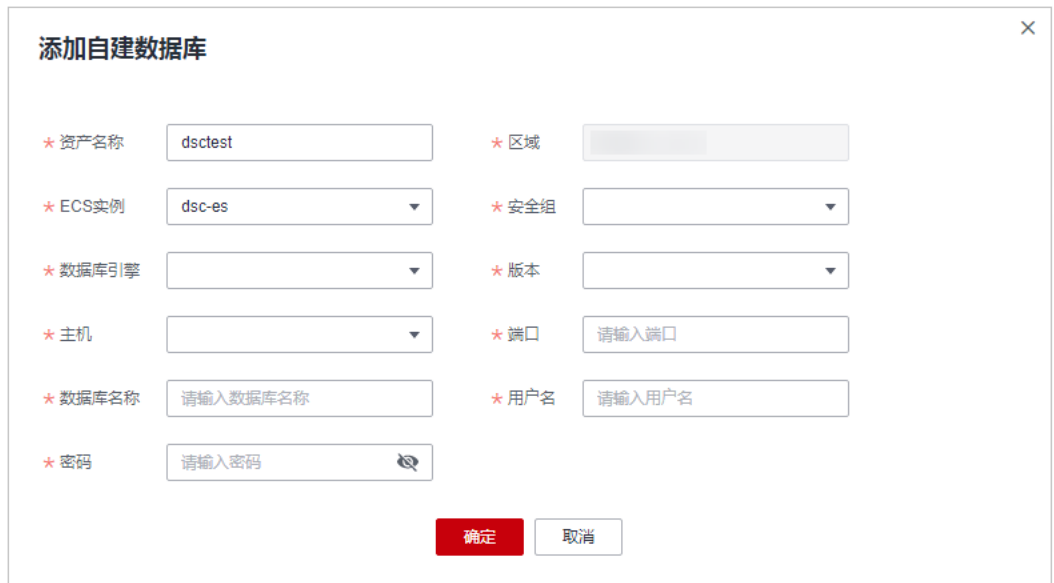 添加自建数据库
* 资产名称 dsctest * 区域
* ECS实例 dsc-es * 安全组
* 数据库引擎 * 版本
* 主机 * 端口 请输入端口
* 数据库名称 请输入数据库名称 * 用户名 请输入用户名
* 密码 请输入密码
确定 取消